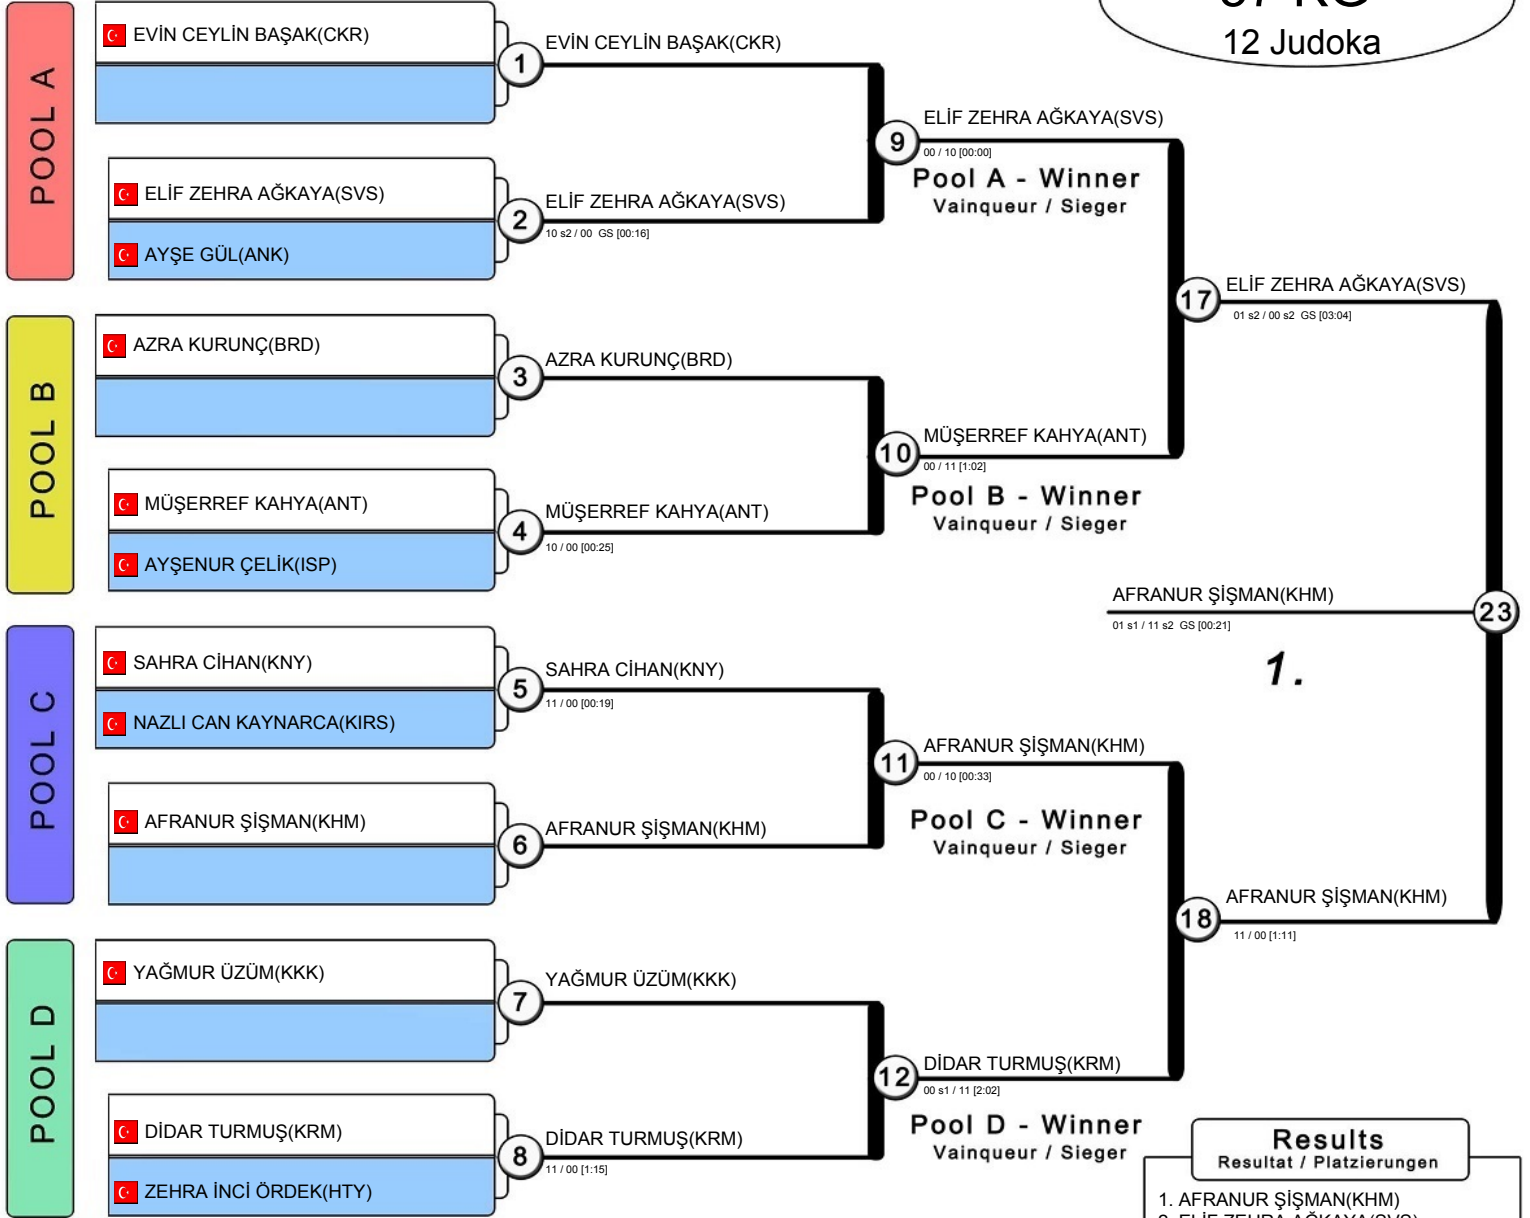 57 KG
12 Judoka
POOL A
EVİN CEYLİN BAŞAK(CKR)
1
EVİN CEYLİN BAŞAK(CKR)
ELİF ZEHRA AĞKAYA(SVS)
AYŞE GÜL(ANK)
2
ELİF ZEHRA AĞKAYA(SVS)
10 s2 / 00 GS [00:16]
9
ELİF ZEHRA AĞKAYA(SVS)
00 / 10 [00:00]
Pool A - Winner
Vainqueur / Sieger
POOL B
AZRA KURUNÇ(BRD)
3
AZRA KURUNÇ(BRD)
MÜŞERREF KAHYA(ANT)
AYŞENUR ÇELİK(ISP)
4
MÜŞERREF KAHYA(ANT)
10 / 00 [00:25]
10
MÜŞERREF KAHYA(ANT)
00 / 11 [1:02]
Pool B - Winner
Vainqueur / Sieger
17
ELİF ZEHRA AĞKAYA(SVS)
01 s2 / 00 s2 GS [03:04]
POOL C
SAHRA CİHAN(KNY)
NAZLI CAN KAYNARCA(KIRS)
5
SAHRA CİHAN(KNY)
11 / 00 [00:19]
AFRANUR ŞİŞMAN(KHM)
6
AFRANUR ŞİŞMAN(KHM)
11
AFRANUR ŞİŞMAN(KHM)
00 / 10 [00:33]
Pool C - Winner
Vainqueur / Sieger
POOL D
YAĞMUR ÜZÜM(KKK)
7
YAĞMUR ÜZÜM(KKK)
DİDAR TURMUŞ(KRM)
ZEHRA İNCİ ÖRDEK(HTY)
8
DİDAR TURMUŞ(KRM)
11 / 00 [1:15]
12
DİDAR TURMUŞ(KRM)
00 s1 / 11 [2:02]
Pool D - Winner
Vainqueur / Sieger
18
AFRANUR ŞİŞMAN(KHM)
11 / 00 [1:11]
23
AFRANUR ŞİŞMAN(KHM)
01 s1 / 11 s2 GS [00:21]
1.
Results
Resultat / Platzierungen
1. AFRANUR ŞİŞMAN(KHM)
2. ELİF ZEHRA AĞKAYA(SVS)